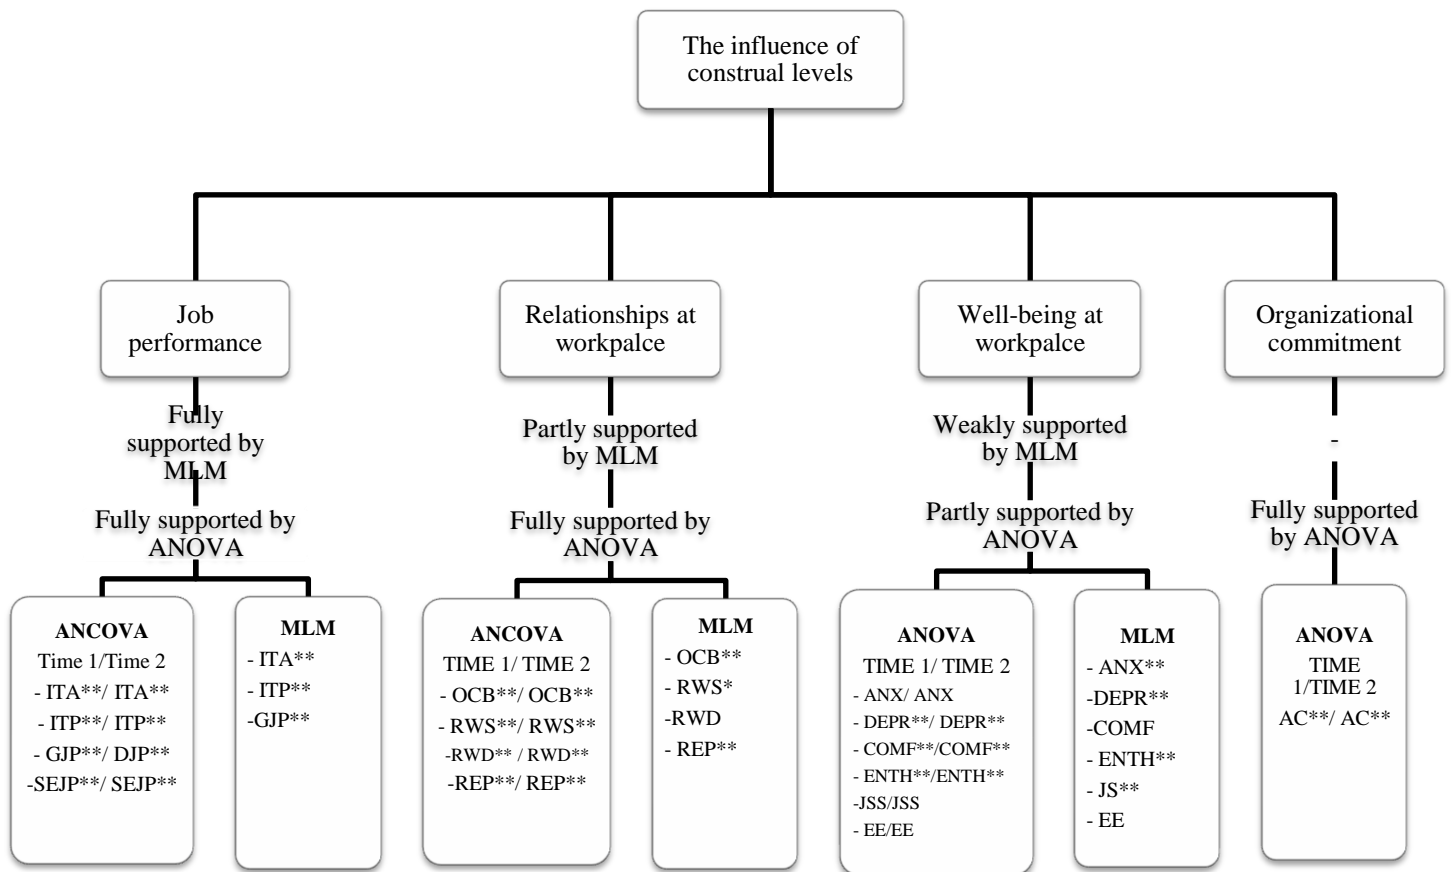 The influence of
construal levels
Job
performance
Relationships at
workpalce
Well-being at
workpalce
Organizational
commitment
Fully
supported by
MLM
Partly supported
by MLM
Weakly supported
by MLM
-
Fully supported by
ANOVA
Fully supported by
ANOVA
Partly supported by
ANOVA
Fully supported
by ANOVA
ANCOVA
Time 1/Time 2
- ITA**/ ITA**
- ITP**/ ITP**
- GJP**/ DJP**
-SEJP**/ SEJP**
MLM
- ITA**
- ITP**
-GJP**
ANCOVA
TIME 1/ TIME 2
- OCB**/ OCB**
- RWS**/ RWS**
-RWD** / RWD**
-REP**/ REP**
MLM
- OCB**
- RWS*
-RWD
- REP**
ANOVA
TIME 1/ TIME 2
- ANX/ ANX
- DEPR**/ DEPR**
- COMF**/COMF**
- ENTH**/ENTH**
-JSS/JSS
- EE/EE
MLM
- ANX**
-DEPR**
-COMF
- ENTH**
- JS**
- EE
ANOVA
TIME
1/TIME 2
AC**/ AC**